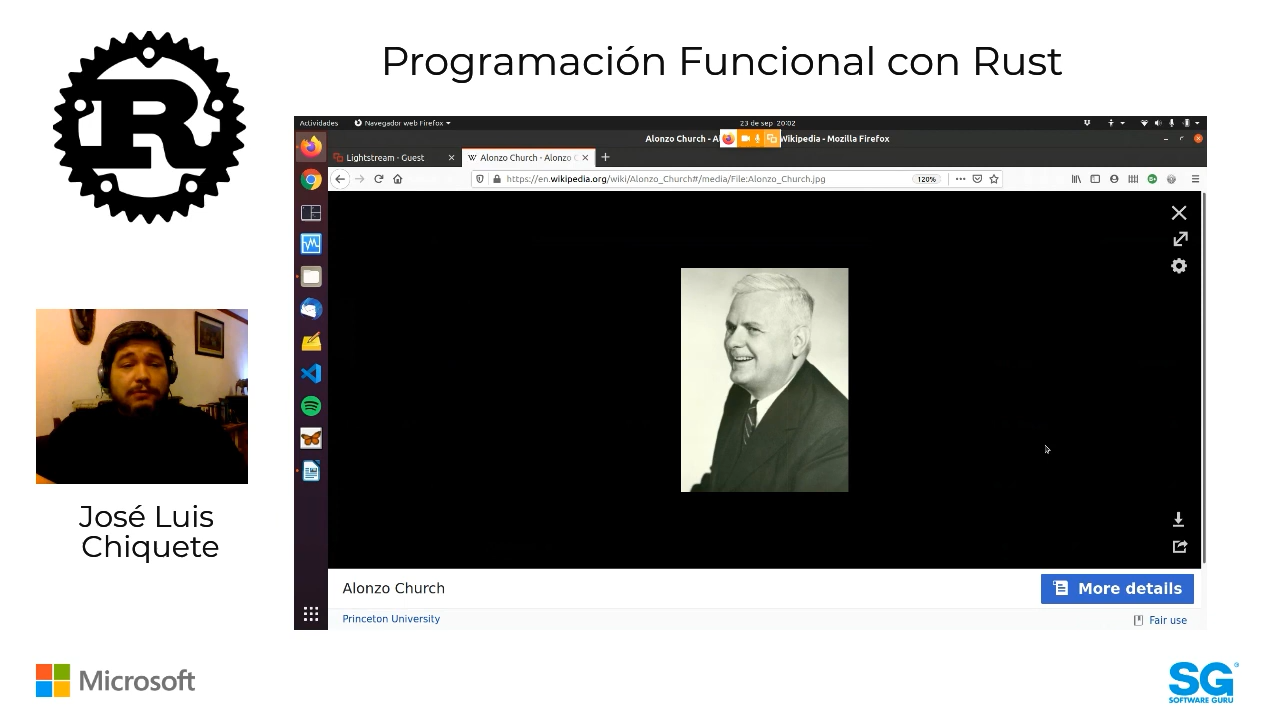 Programación Funcional con Rust
Actividades
Navegador web Firefox
23 de sep 20:02
Alonzo Church - A
Wikipedia - Mozilla Firefox
Lightstream - Guest
Alonzo Church - Alonzo C
https://en.wikipedia.org/wiki/Alonzo_Church#/media/File:Alonzo_Church.jpg
120%
José Luis
Chiquete
Alonzo Church
More details
Princeton University
Fair use
Microsoft
SG
SOFTWARE GURU